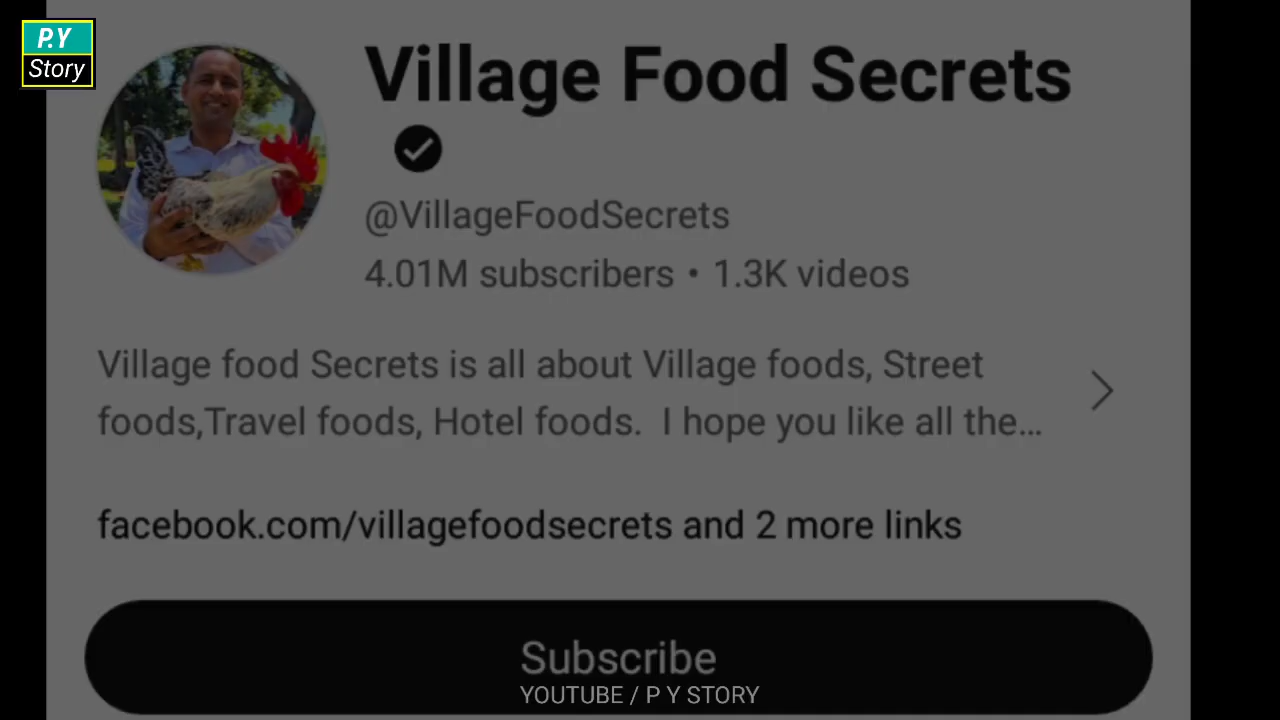 P.Y
Story
Village Food Secrets
@VillageFoodSecrets
4.01M subscribers • 1.3K videos
Village food Secrets is all about Village foods, Street
foods,Travel foods, Hotel foods. I hope you like all the...
facebook.com/villagefoodsecrets and 2 more links
Subscribe
YOUTUBE / P Y STORY